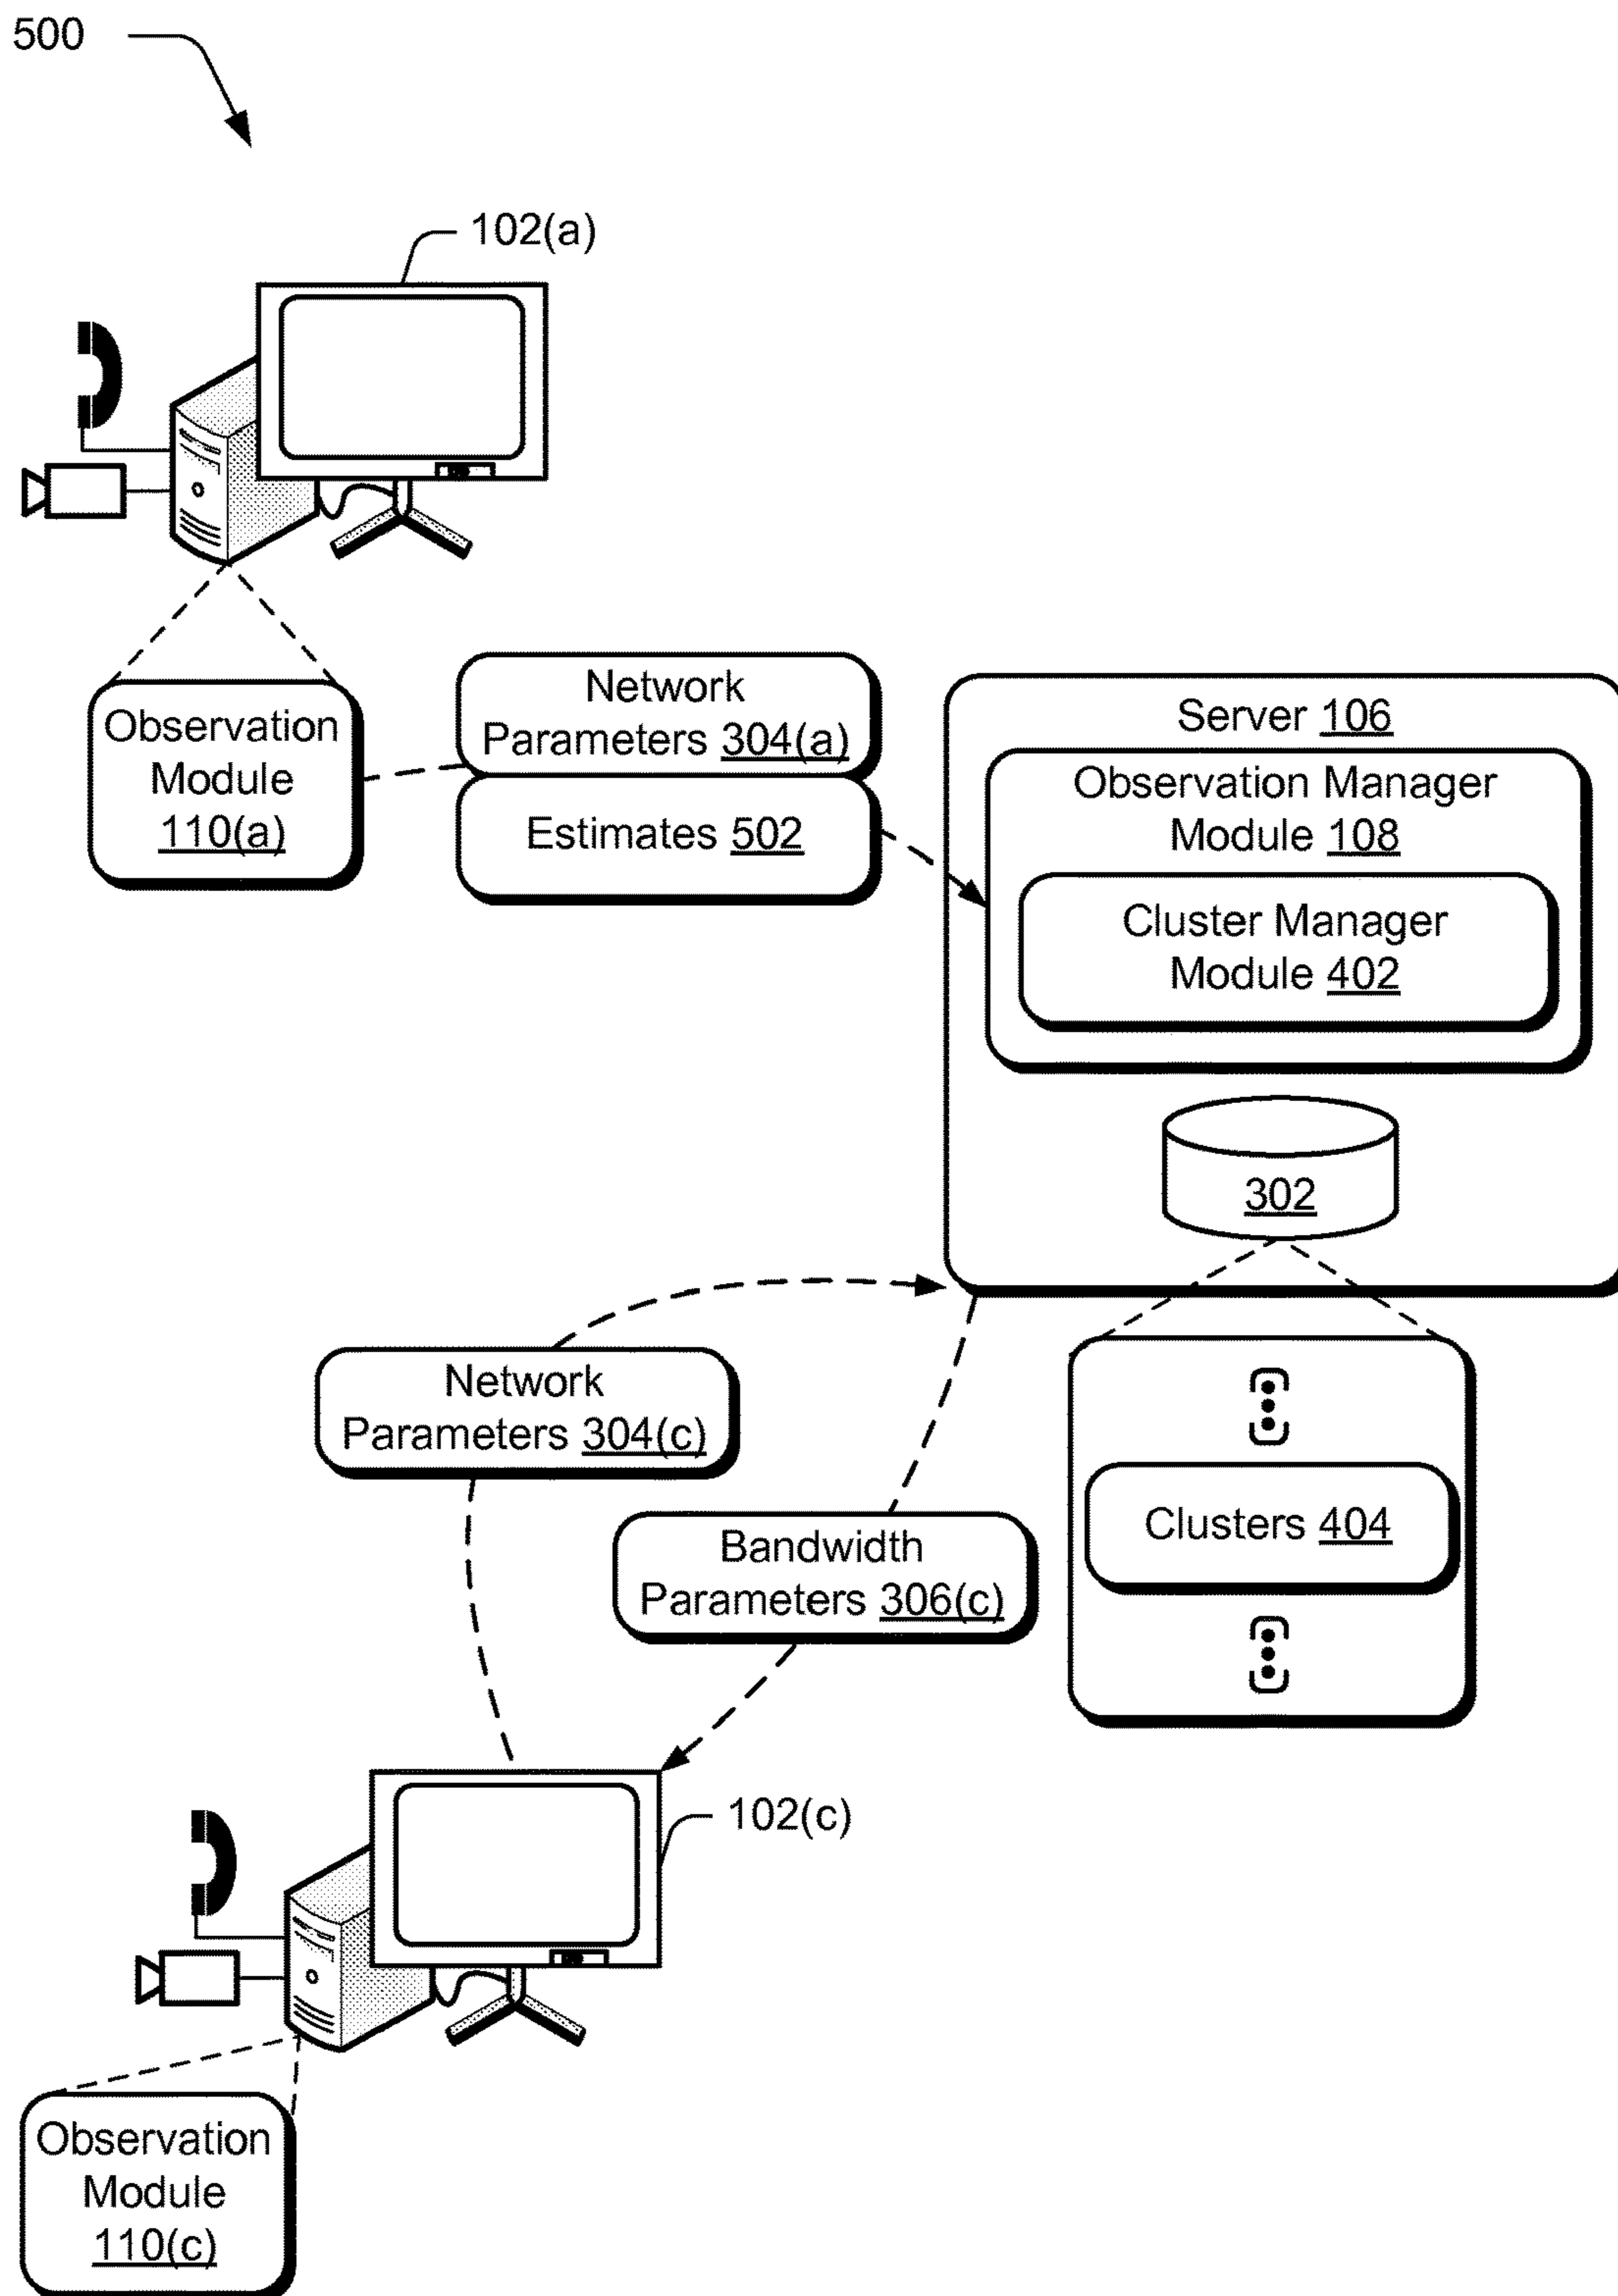 500
102(a)
Observation
Module
110(a)
Network
Parameters 304(a)
Estimates 502
Server 106
Observation Manager
Module 108
Cluster Manager
Module 402
302
Network
Parameters 304(c)
Bandwidth
Parameters 306(c)
Clusters 404
102(c)
Observation
Module
110(c)